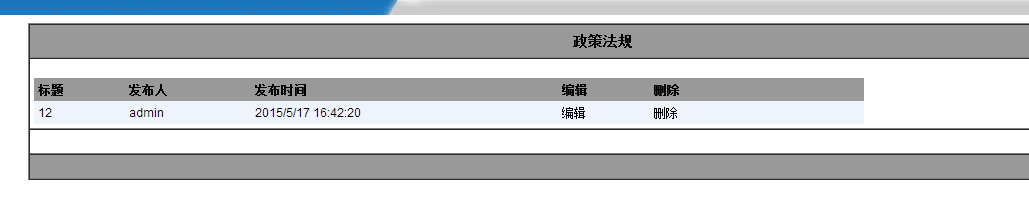 政策法规
标题 发布人 发布时间 编辑 删除
12 admin 2015/5/17 16:42:20 编辑 删除